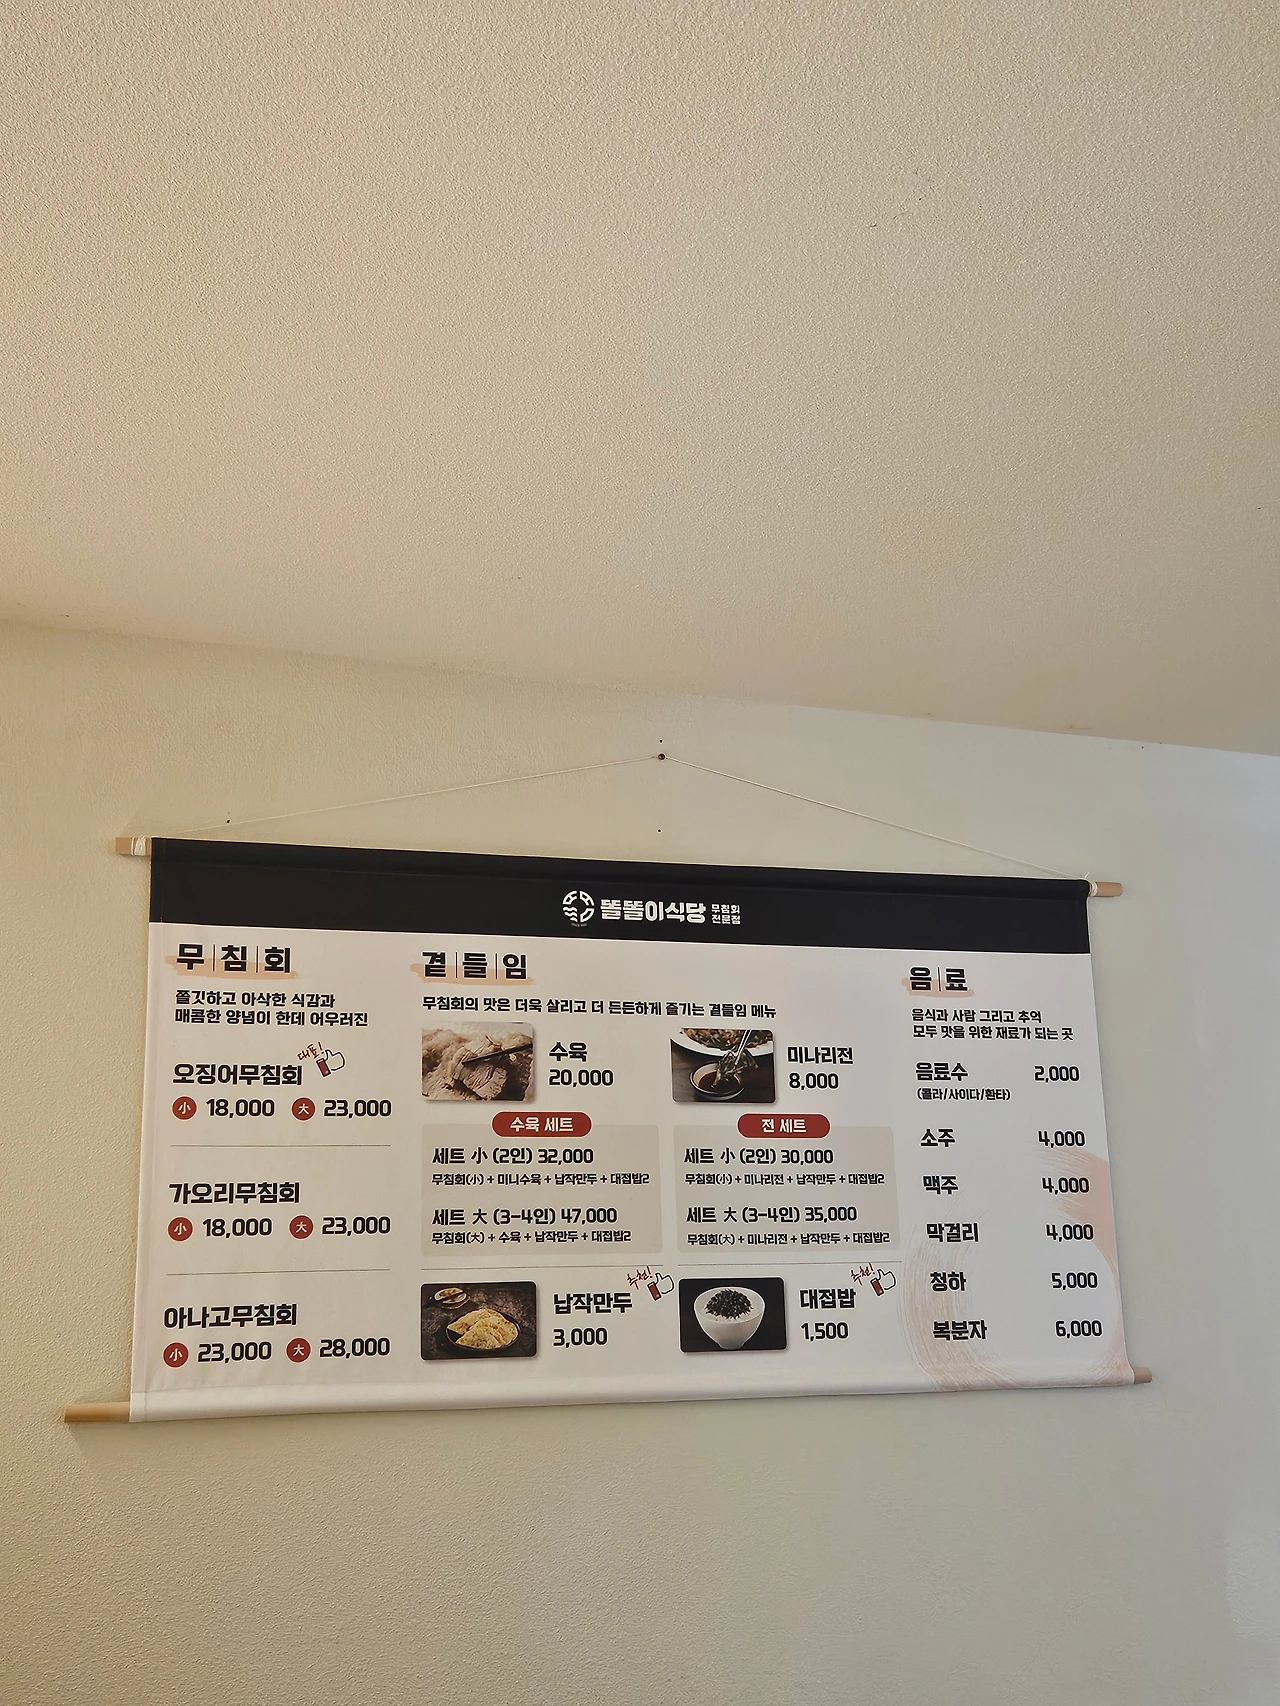 똘똘이식당 무침회
전문점
무침회
쫄깃하고 아삭한 식감과
매콤한 양념이 한데 어우러진
대표!
오징어무침회
小 18,000 大 23,000
가오리무침회
小 18,000 大 23,000
아나고무침회
小 23,000 大 28,000
곁들임
무침회의 맛은 더욱 살리고 더 든든하게 즐기는 곁들임 메뉴
수육
20,000
미나리전
8,000
수육 세트
세트 小 (2인) 32,000
무침회(小) + 미니수육 + 납작만두 + 대접밥2
세트 大 (3-4인) 47,000
무침회(大) + 수육 + 납작만두 + 대접밥2
전 세트
세트 小 (2인) 30,000
무침회(小) + 미나리전 + 납작만두 + 대접밥2
세트 大 (3-4인) 35,000
무침회(大) + 미나리전 + 납작만두 + 대접밥2
추천!
납작만두
3,000
추천!
대접밥
1,500
음료
음식과 사람 그리고 추억
모두 맛을 위한 재료가 되는 곳
음료수 2,000
(콜라/사이다/환타)
소주 4,000
맥주 4,000
막걸리 4,000
청하 5,000
복분자 6,000